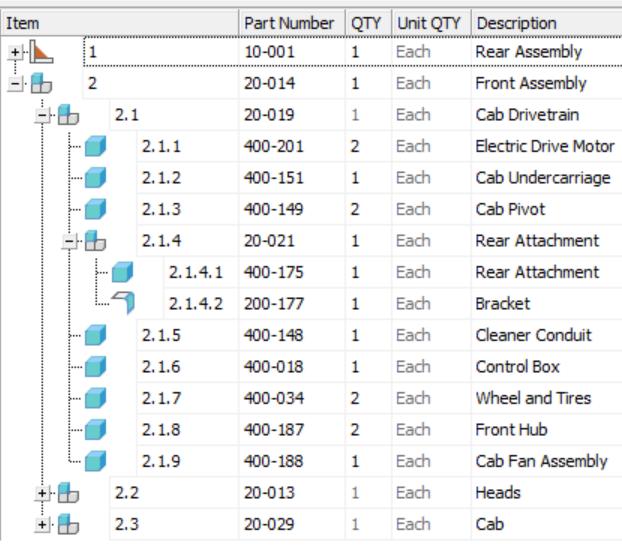 Item Part Number QTY Unit QTY Description
1 10-001 1 Each Rear Assembly
2 20-014 1 Each Front Assembly
2.1 20-019 1 Each Cab Drivetrain
2.1.1 400-201 2 Each Electric Drive Motor
2.1.2 400-151 1 Each Cab Undercarriage
2.1.3 400-149 2 Each Cab Pivot
2.1.4 20-021 1 Each Rear Attachment
2.1.4.1 400-175 1 Each Rear Attachment
2.1.4.2 200-177 1 Each Bracket
2.1.5 400-148 1 Each Cleaner Conduit
2.1.6 400-018 1 Each Control Box
2.1.7 400-034 2 Each Wheel and Tires
2.1.8 400-187 2 Each Front Hub
2.1.9 400-188 1 Each Cab Fan Assembly
2.2 20-013 1 Each Heads
2.3 20-029 1 Each Cab